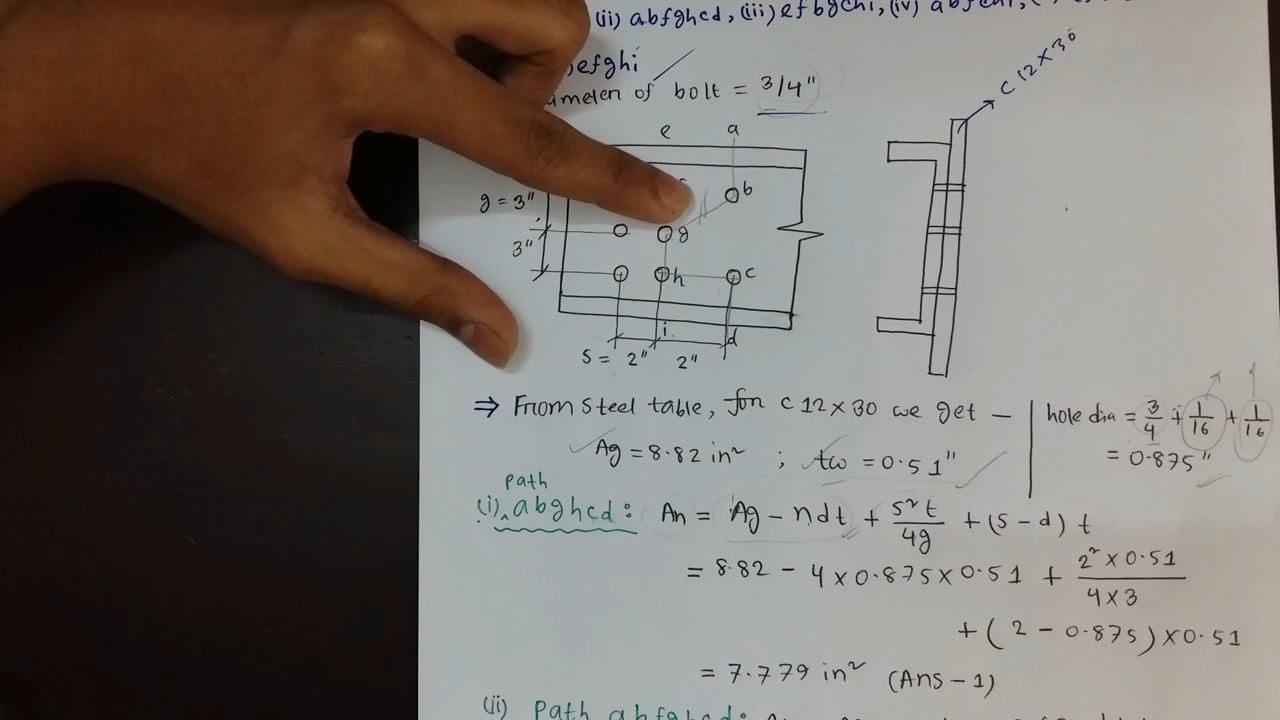 (ii) abfghcd, (iii) efbgchi, (iv)
efghi
ameter of bolt = 3/4"
C 12 X 30
e a
b
g = 3"
g
3"
h c
i d
S = 2" 2"
⇒ From steel table, for C 12 X 30 we get —
Ag = 8.82 in² ; tw = 0.51"
hole dia = 3/4 + 1/16 + 1/16
= 0.875"
path
(i) abghcd: An = Ag - ndt + s²t/4g + (s - d) t
= 8.82 - 4 x 0.875 x 0.51 + 2² x 0.51 / 4 x 3
+ (2 - 0.875) x 0.51
= 7.779 in² (Ans - 1)
(ii) Path abfghcd: